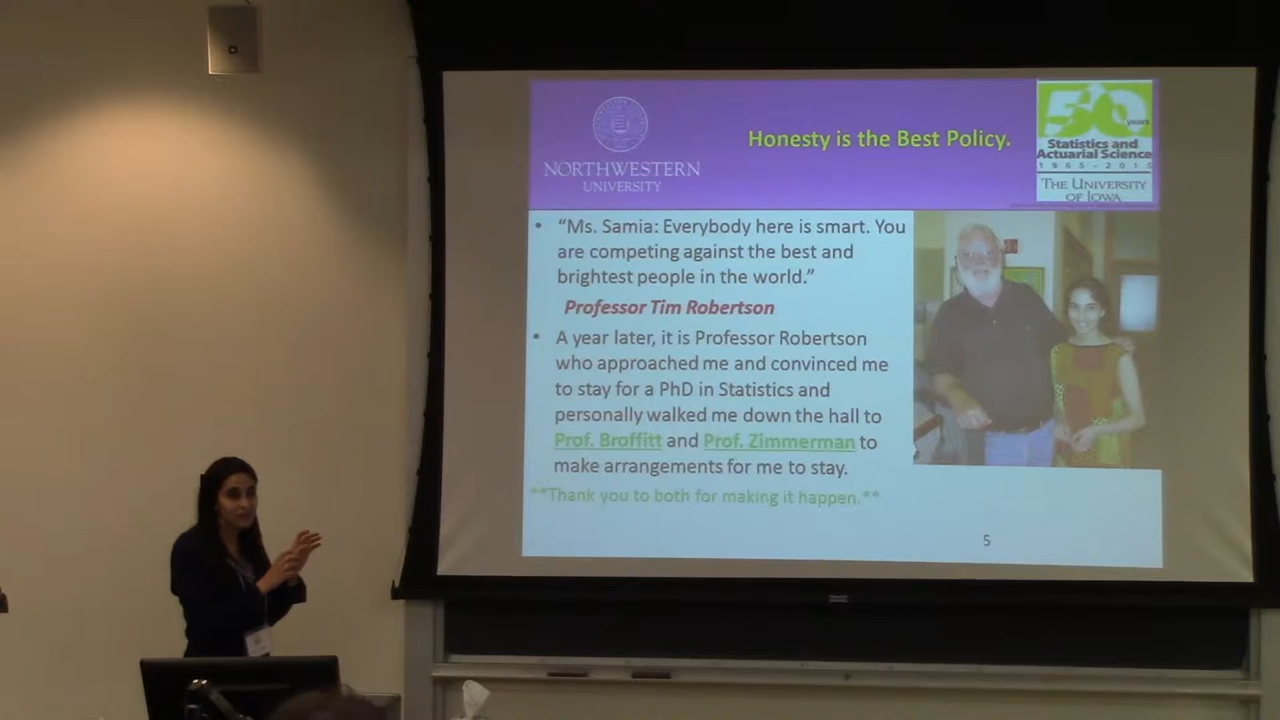 NORTHWESTERN
UNIVERSITY
Honesty is the Best Policy.
50
years
Statistics and
Actuarial Science
1965-2015
THE UNIVERSITY
OF IOWA
• “Ms. Samia: Everybody here is smart. You
are competing against the best and
brightest people in the world.”
Professor Tim Robertson
• A year later, it is Professor Robertson
who approached me and convinced me
to stay for a PhD in Statistics and
personally walked me down the hall to
Prof. Broffitt and Prof. Zimmerman to
make arrangements for me to stay.
**Thank you to both for making it happen.**
5